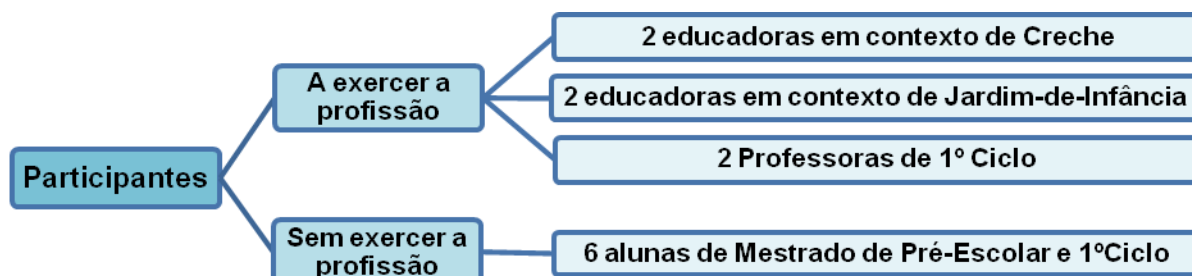 Participantes
A exercer a
profissão
2 educadoras em contexto de Creche
2 educadoras em contexto de Jardim-de-Infância
2 Professoras de 1º Ciclo
Sem exercer a
profissão
6 alunas de Mestrado de Pré-Escolar e 1ºCiclo